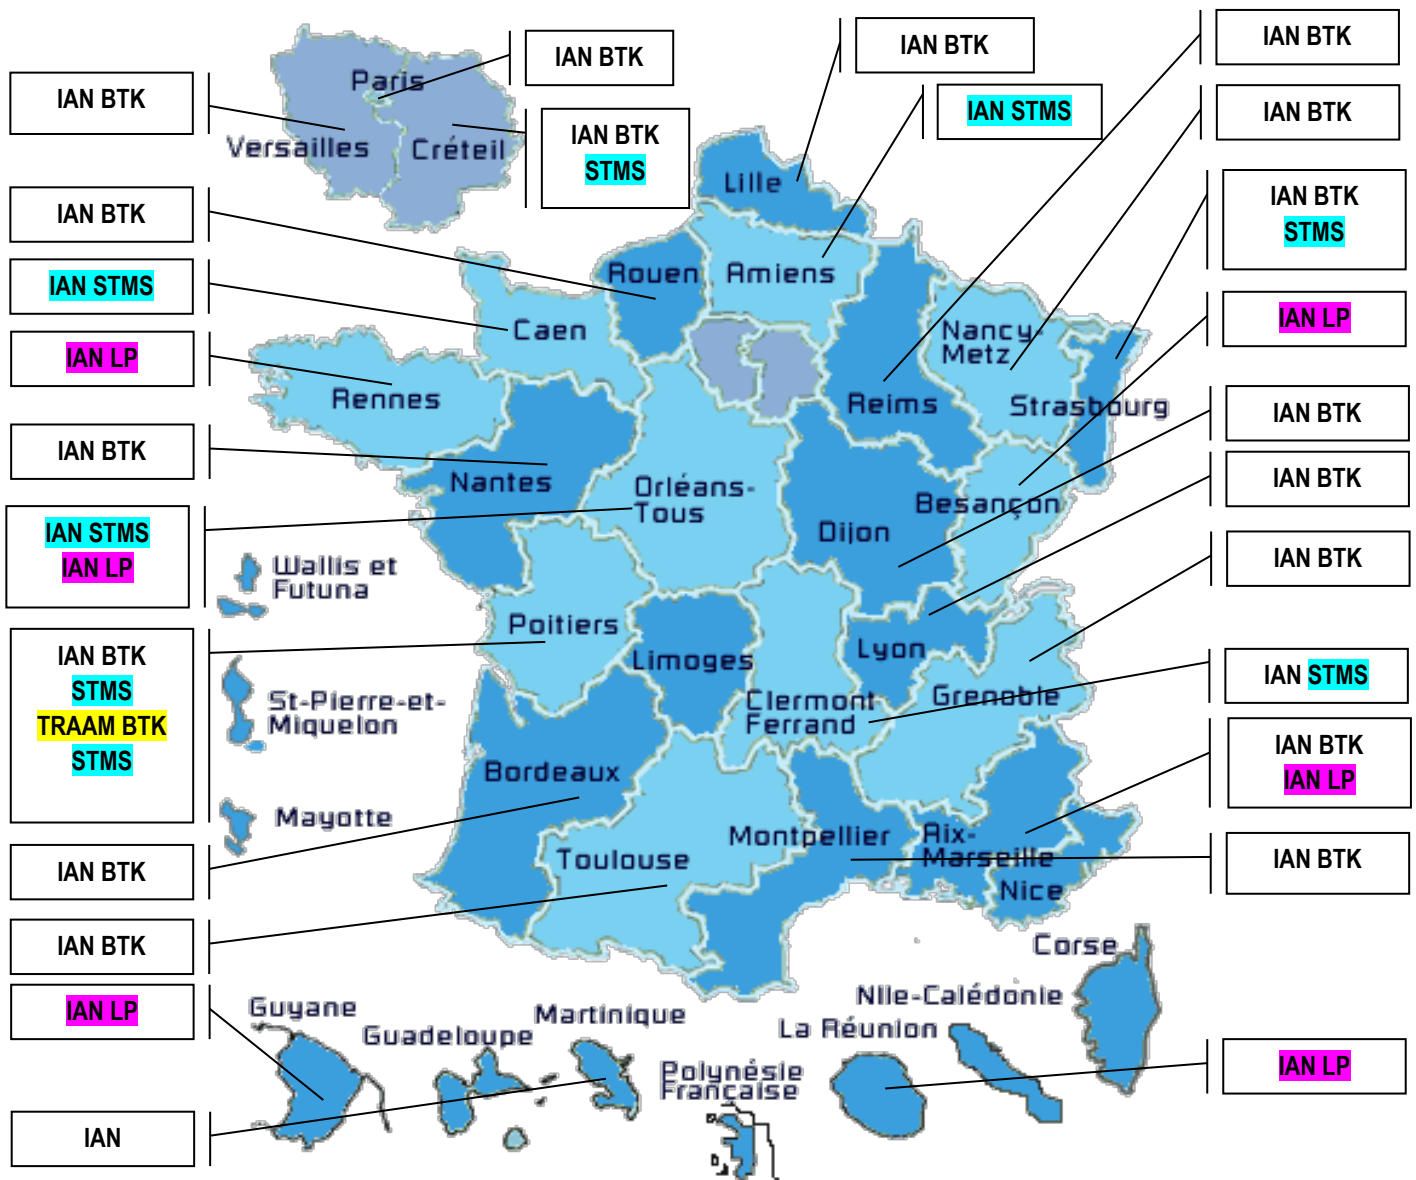 IAN BTK
IAN BTK
IAN BTK
IAN BTK
IAN STMS
IAN BTK
IAN BTK
STMS
Paris
Versailles
Créteil
Lille
IAN BTK
IAN BTK
STMS
IAN STMS
Rouen
Amiens
IAN LP
Caen
Nancy-
Metz
IAN LP
Rennes
Reims
Strasbourg
IAN BTK
IAN BTK
Nantes
Orléans-
Tous
Besançon
IAN BTK
IAN STMS
IAN LP
Dijon
IAN BTK
Wallis et
Futuna
Poitiers
Limoges
Lyon
IAN BTK
STMS
TRAAM BTK
STMS
IAN STMS
St-Pierre-et-
Miquelon
Clermont
Ferrand
Grenoble
IAN BTK
IAN LP
Bordeaux
Mayotte
Montpellier
Aix-
Marseille
IAN BTK
IAN BTK
Toulouse
Nice
IAN BTK
Corse
IAN LP
Guyane
Guadeloupe
Martinique
Nlle-Calédonie
La Réunion
Polynésie
Française
IAN LP
IAN